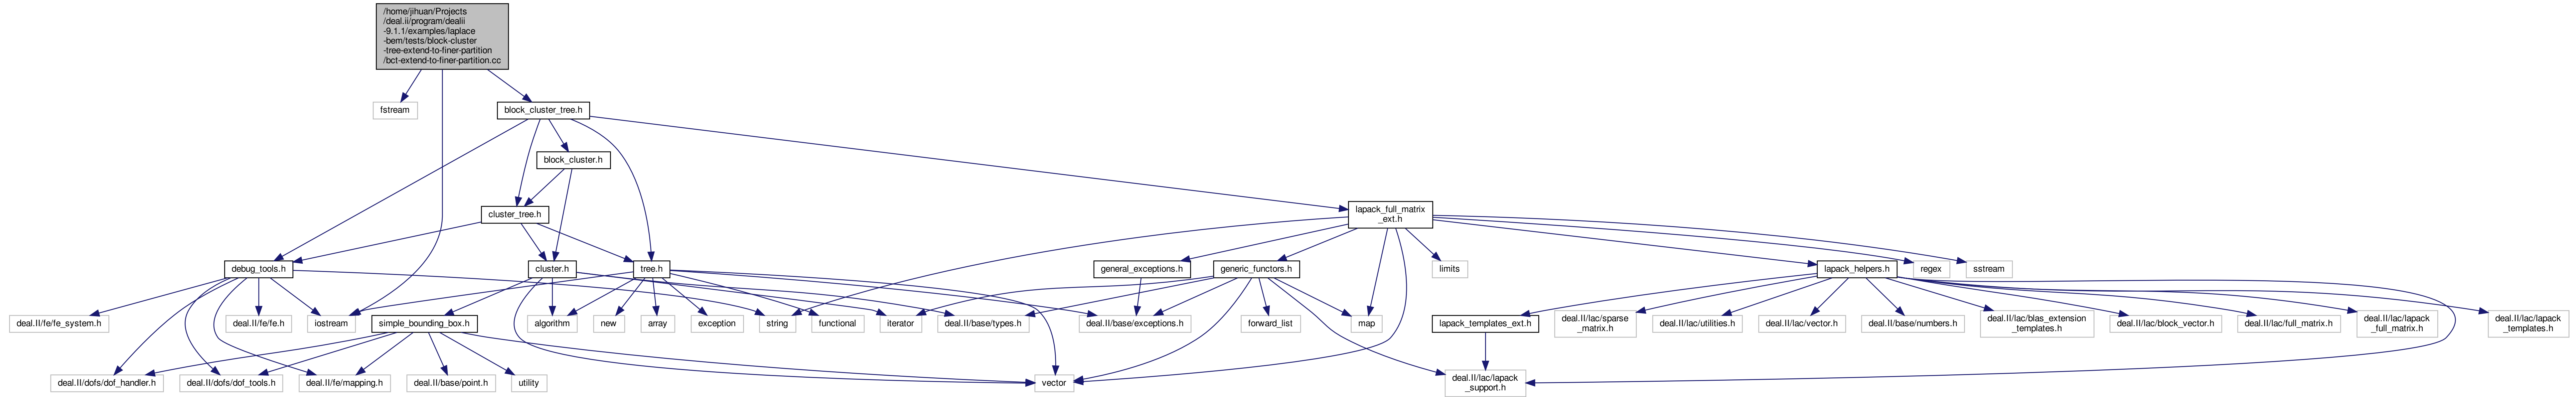 /home/jihuan/Projects
/deal.ii/program/dealii
-9.1.1/examples/laplace
-bem/tests/block-cluster
-tree-extend-to-finer-partition
/bct-extend-to-finer-partition.cc
fstream
block_cluster_tree.h
block_cluster.h
cluster_tree.h
lapack_full_matrix
_ext.h
debug_tools.h
cluster.h
tree.h
general_exceptions.h
generic_functors.h
limits
lapack_helpers.h
regex
sstream
deal.II/fe/fe_system.h
deal.II/fe/fe.h
iostream
simple_bounding_box.h
algorithm
new
array
exception
string
functional
iterator
deal.II/base/types.h
deal.II/base/exceptions.h
forward_list
map
lapack_templates_ext.h
deal.II/lac/sparse
_matrix.h
deal.II/lac/utilities.h
deal.II/lac/vector.h
deal.II/base/numbers.h
deal.II/lac/blas_extension
_templates.h
deal.II/lac/block_vector.h
deal.II/lac/full_matrix.h
deal.II/lac/lapack
_full_matrix.h
deal.II/lac/lapack
_templates.h
deal.II/dofs/dof_handler.h
deal.II/dofs/dof_tools.h
deal.II/fe/mapping.h
deal.II/base/point.h
utility
vector
deal.II/lac/lapack
_support.h